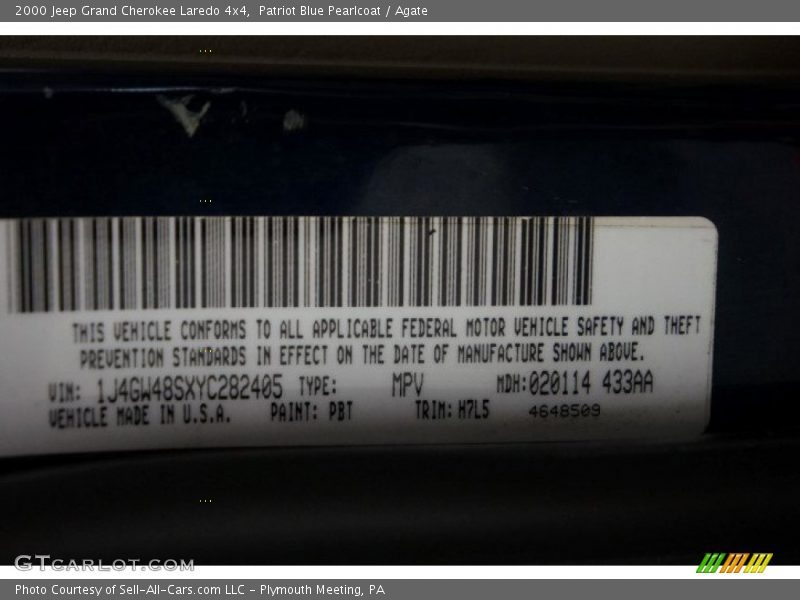 2000 Jeep Grand Cherokee Laredo 4x4, Patriot Blue Pearlcoat / Agate
THIS VEHICLE CONFORMS TO ALL APPLICABLE FEDERAL MOTOR VEHICLE SAFETY AND THEFT
PREVENTION STANDARDS IN EFFECT ON THE DATE OF MANUFACTURE SHOWN ABOVE.
VIN: 1J4GW48SXYC282405 TYPE: MPV MDH:020114 433AA
VEHICLE MADE IN U.S.A. PAINT: PBT TRIM: H7L5 4648509
GTCARLOT.COM
Photo Courtesy of Sell-All-Cars.com LLC - Plymouth Meeting, PA